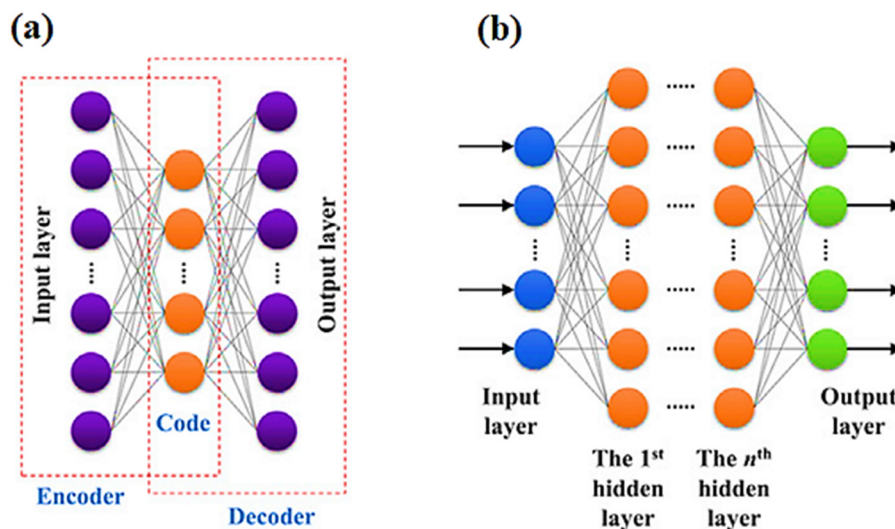 (a)
Input layer
Output layer
Code
Encoder
Decoder
(b)
Input
layer
Output
layer
The 1st
hidden
layer
The nth
hidden
layer